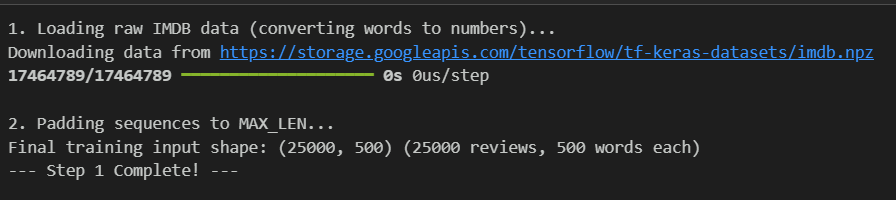 1. Loading raw IMDB data (converting words to numbers)...
Downloading data from https://storage.googleapis.com/tensorflow/tf-keras-datasets/imdb.npz
17464789/17464789 ━━━━━━━━━━━━━━━━━━━━ 0s 0us/step
2. Padding sequences to MAX_LEN...
Final training input shape: (25000, 500) (25000 reviews, 500 words each)
--- Step 1 Complete! ---